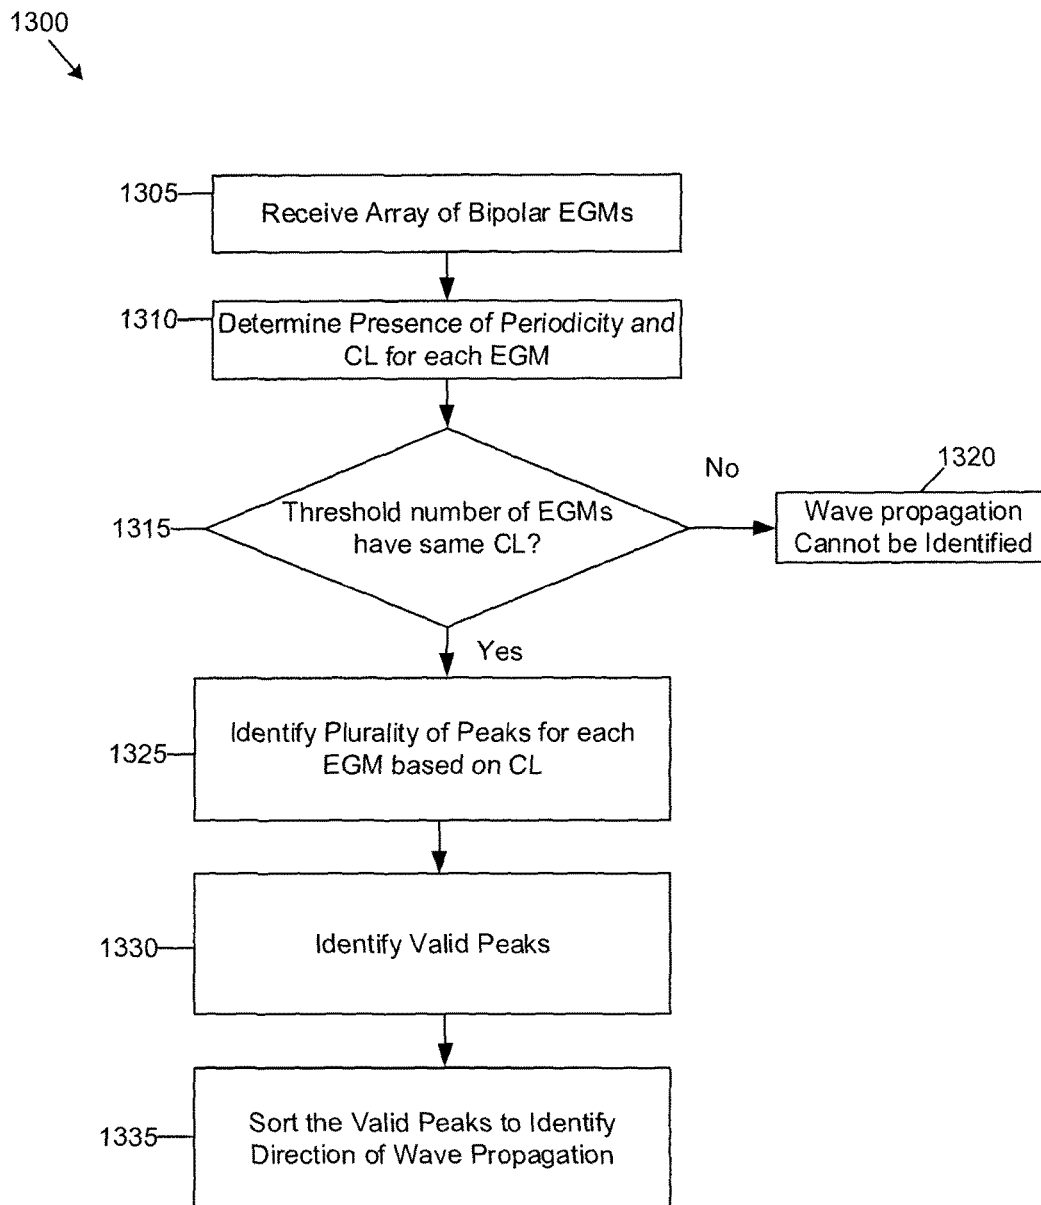 1300
1305
Receive Array of Bipolar EGMs
1310
Determine Presence of Periodicity and
CL for each EGM
1315
Threshold number of EGMs
have same CL?
No
1320
Wave propagation
Cannot be Identified
Yes
1325
Identify Plurality of Peaks for each
EGM based on CL
1330
Identify Valid Peaks
1335
Sort the Valid Peaks to Identify
Direction of Wave Propagation